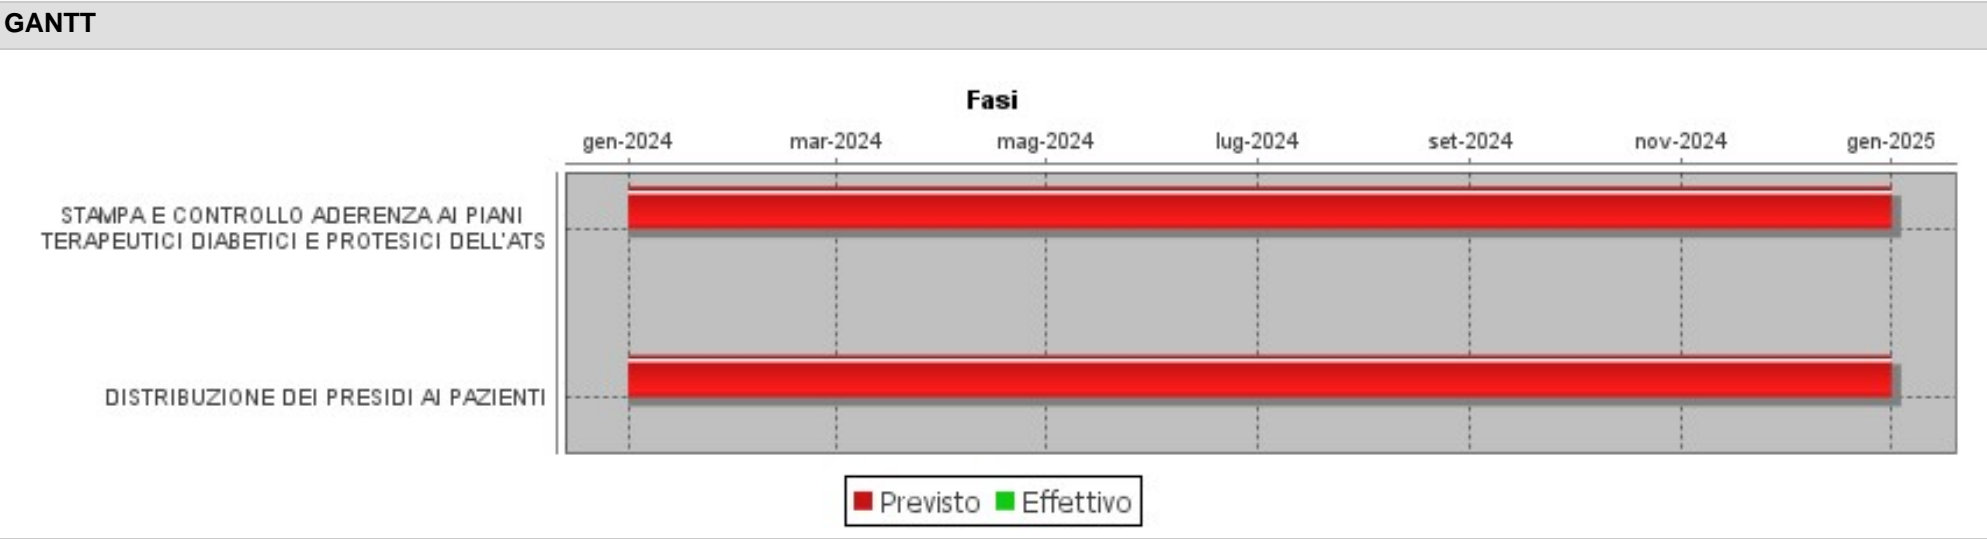 GANTT
Fasi
gen-2024 mar-2024 mag-2024 lug-2024 set-2024 nov-2024 gen-2025
STAMPA E CONTROLLO ADERENZA AI PIANI
TERAPEUTICI DIABETICI E PROTESICI DELL'ATS
DISTRIBUZIONE DEI PRESIDI AI PAZIENTI
Previsto Effettivo